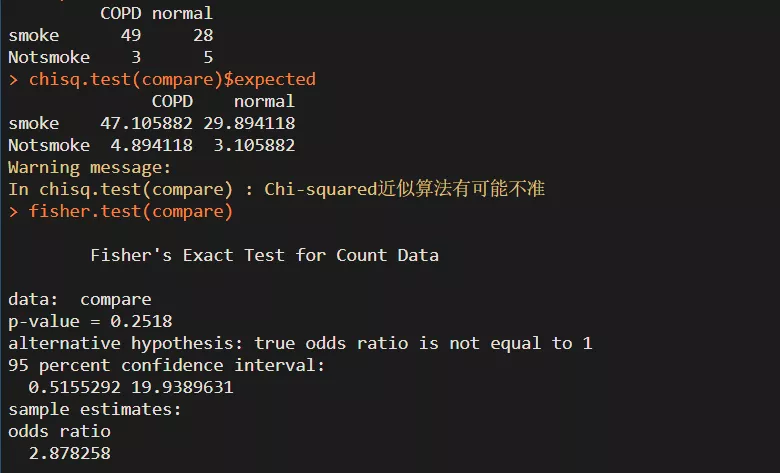 COPD normal
smoke 49 28
Notsmoke 3 5
> chisq.test(compare)$expected
COPD normal
smoke 47.105882 29.894118
Notsmoke 4.894118 3.105882
Warning message:
In chisq.test(compare) : Chi-squared近似算法有可能不准
> fisher.test(compare)
Fisher's Exact Test for Count Data
data: compare
p-value = 0.2518
alternative hypothesis: true odds ratio is not equal to 1
95 percent confidence interval:
0.5155292 19.9389631
sample estimates:
odds ratio
2.878258